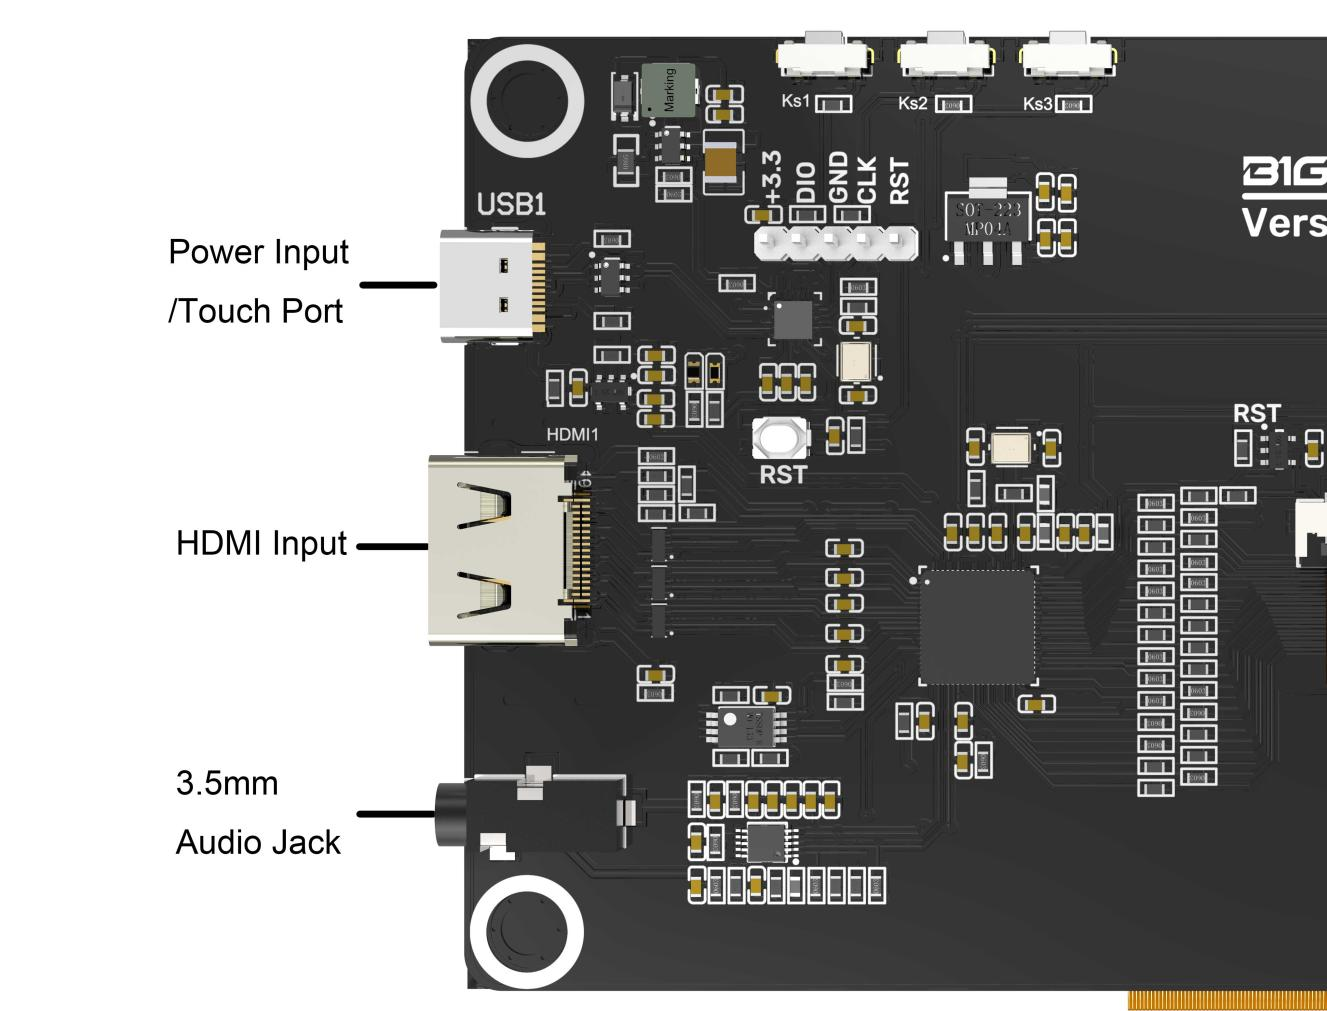 Marking
Ks1
Ks2
Ks3
+3.3
DIO
GND
CLK
RST
B1G
Vers
USB1
SOT-223
MP04A
Power Input
/Touch Port
HDMI1
RST
RST
HDMI Input
3.5mm
Audio Jack